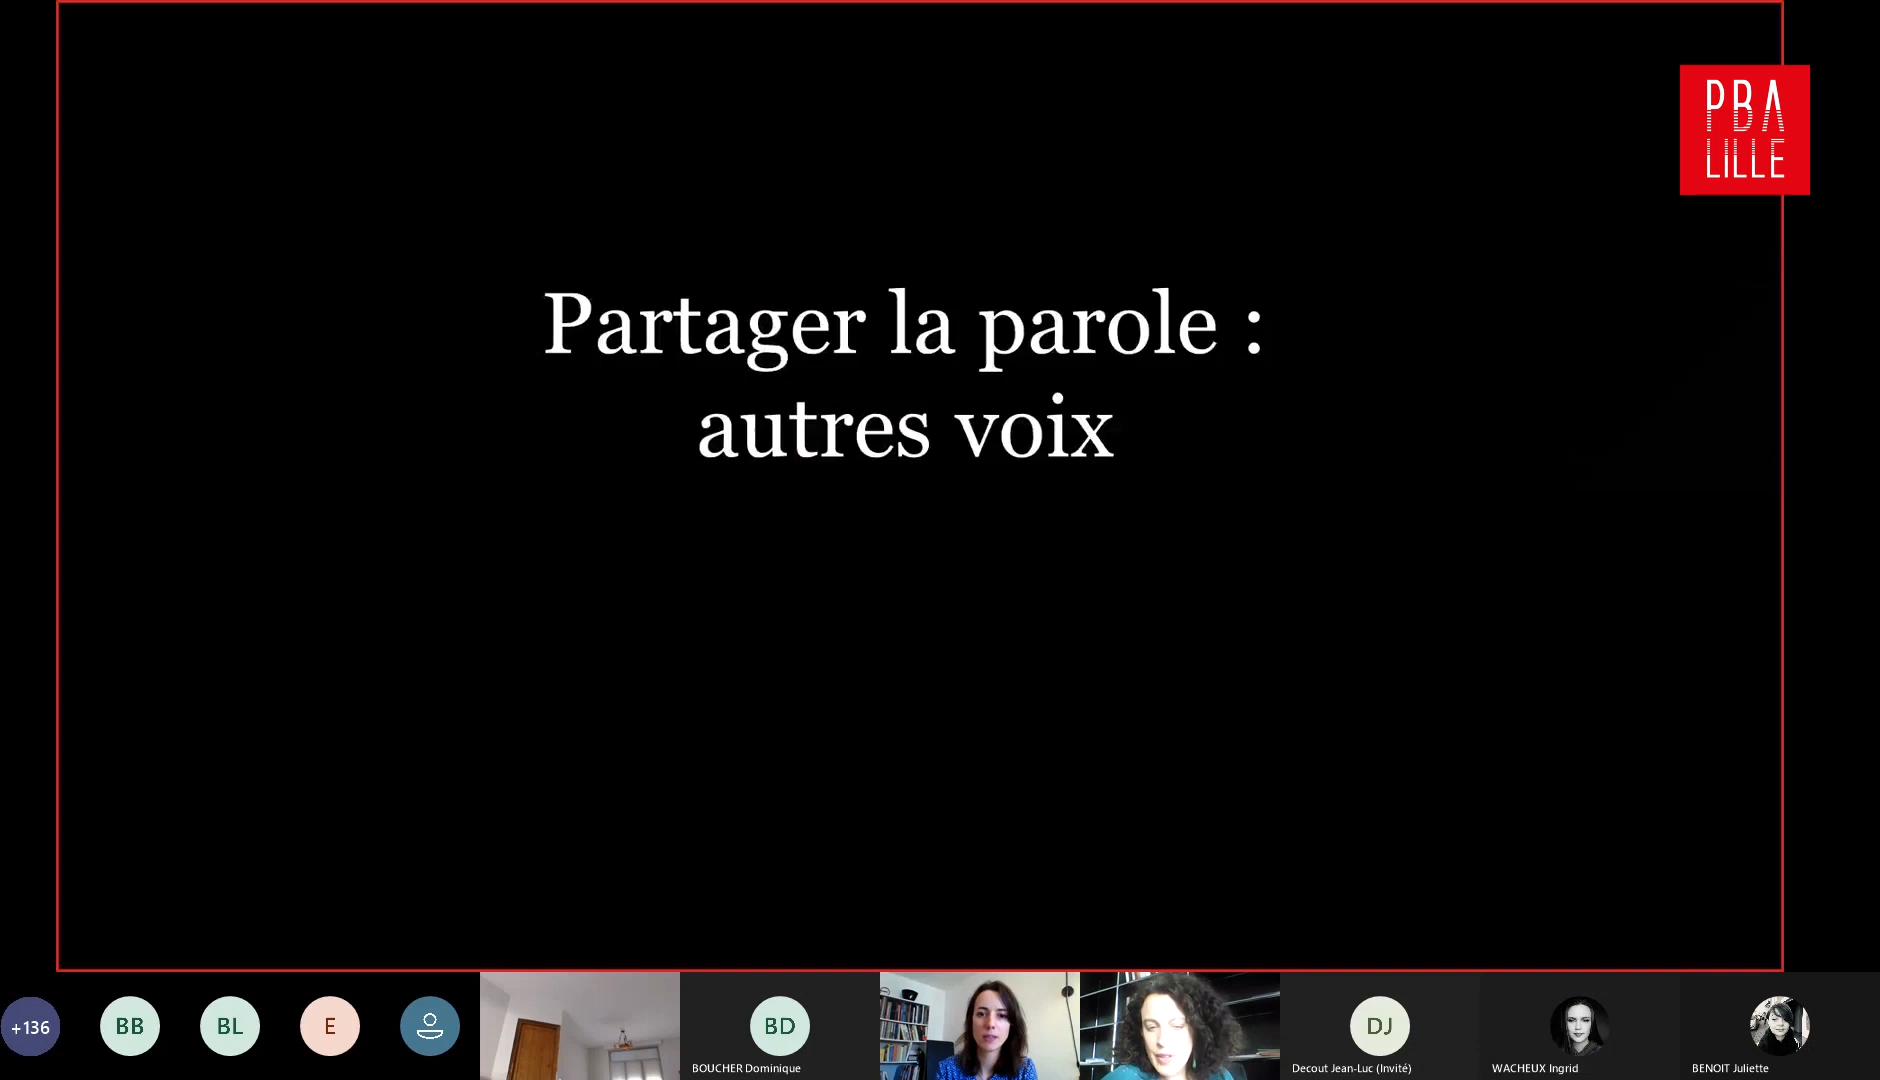 PBA
LILLE
Partager la parole :
autres voix
+136
BB
BL
E
BD
BOUCHER Dominique
DJ
Decout Jean-Luc (Invité)
WACHEUX Ingrid
BENOIT Juliette